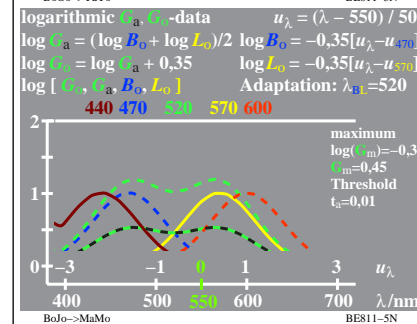 logarithmic Ga, Go-data uλ = (λ − 550) / 50
log Ga = (log Bo + log Lo)/2 log Bo = −0,35[uλ−u470]
log Go = log Ga + 0,35 log Lo = −0,35[uλ−u570]
log [ Go, Ga, Bo, Lo ] Adaptation: λBL=520
440 470 520 570 600
2
maximum
log(Gm)=−0,3
Gm=0,45
Threshold
ta=0,01
1
0 −3 −1 0 1 3 uλ
400 500 550 600 700 λ/nm
BoJo−>MaMo BE811−5N